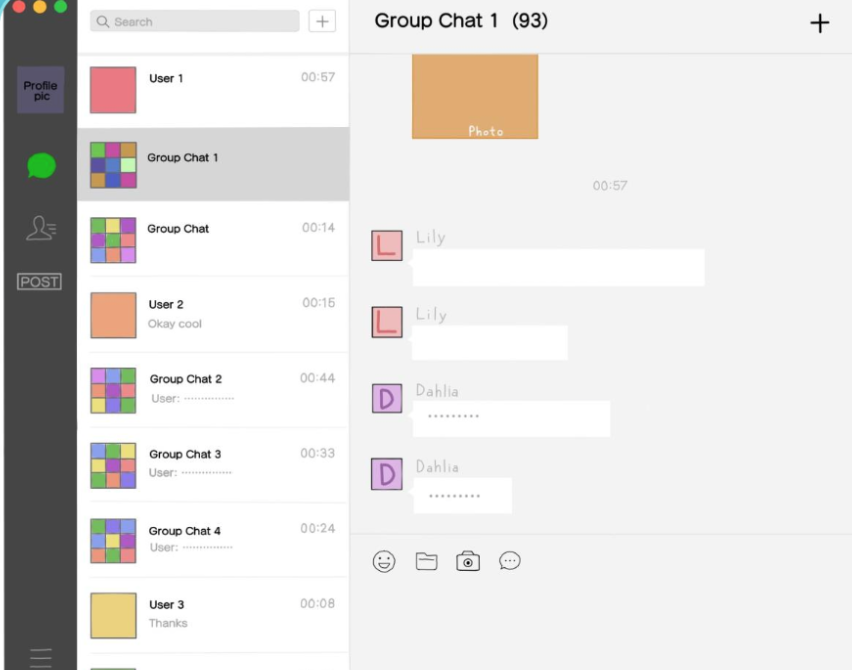 Search
Group Chat 1 (93)
Profile
pic
POST
User 1
00:57
Group Chat 1
Group Chat
00:14
User 2
00:15
Okay cool
Group Chat 2
00:44
User: ··············
Group Chat 3
00:33
User: ··············
Group Chat 4
00:24
User: ··············
User 3
00:08
Thanks
Photo
00:57
L
Lily
L
Lily
D
Dahlia
·········
D
Dahlia
·········